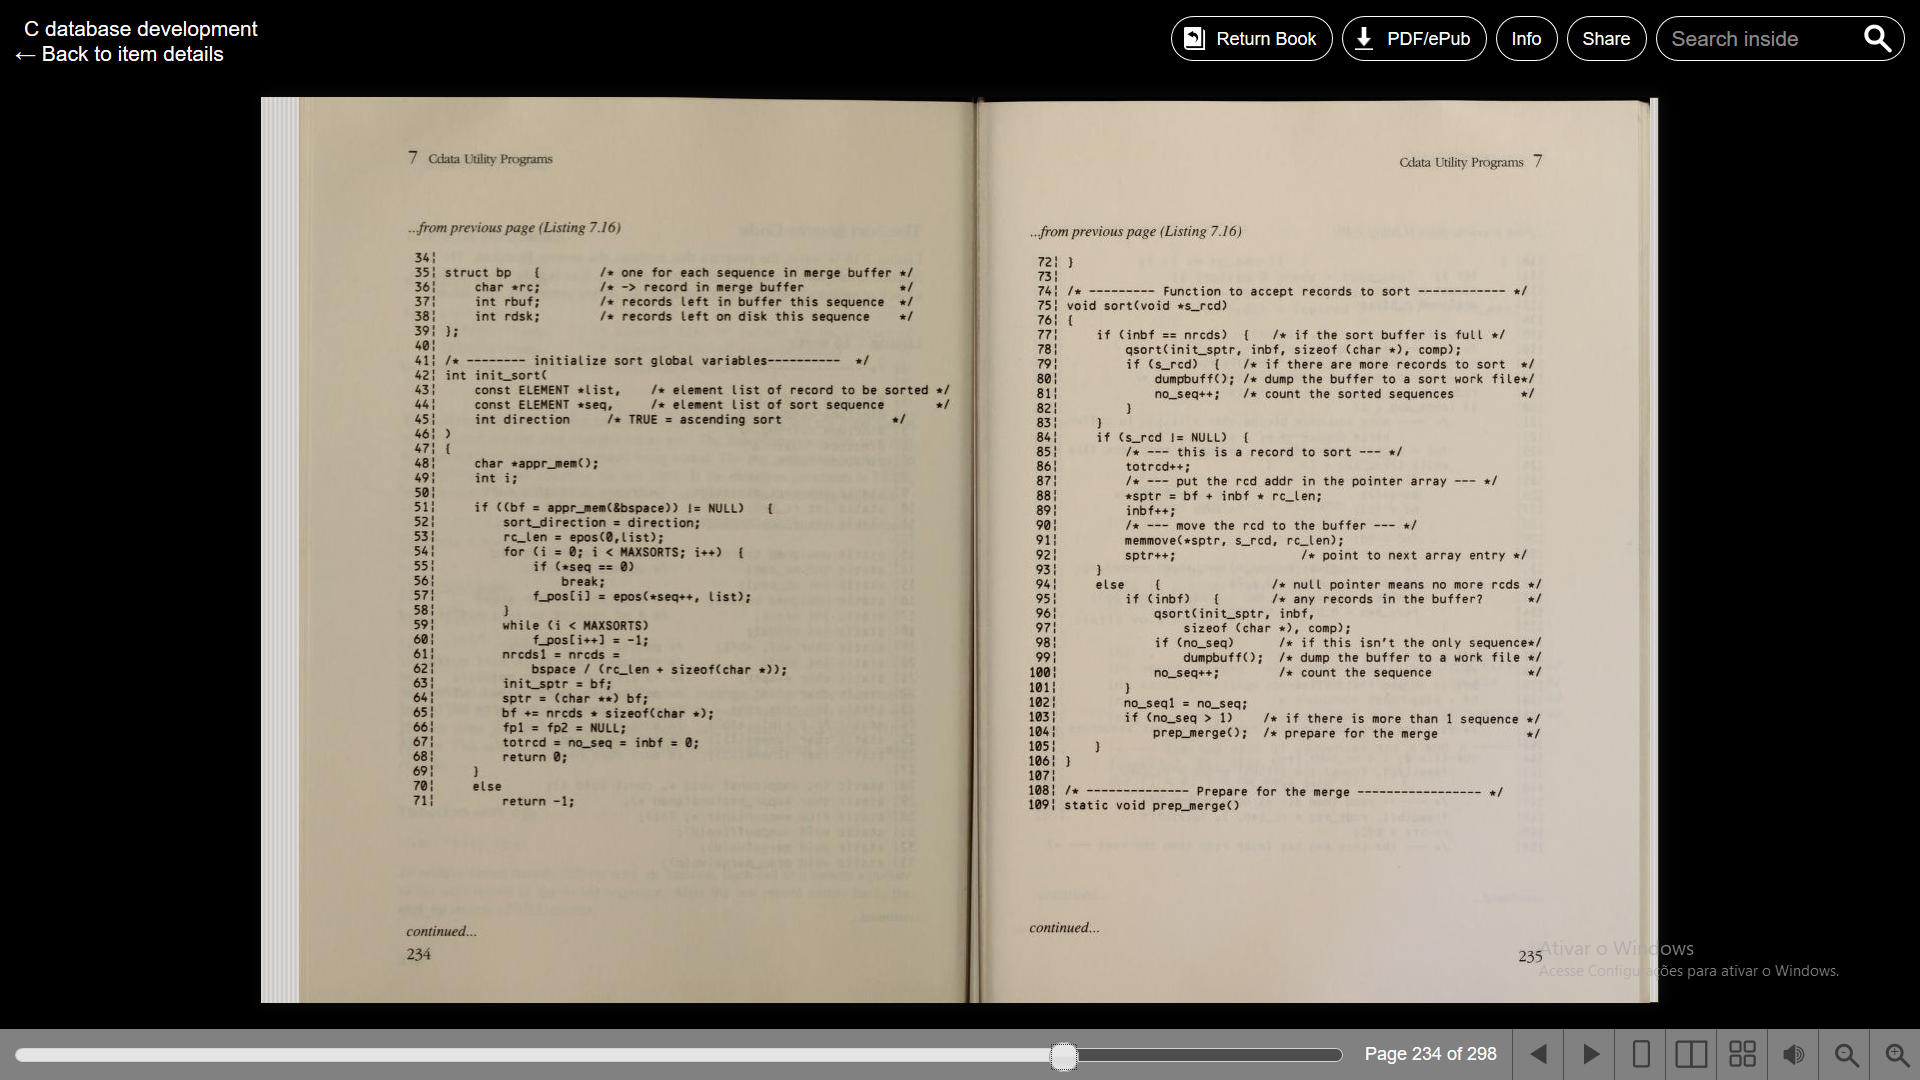 C database development
← Back to item details
Return Book
PDF/ePub
Info
Share
Search inside
7 Cdata Utility Programs
...from previous page (Listing 7.16)
34¦
35¦ struct bp   {        /* one for each sequence in merge buffer */
36¦     char *rc;        /* -> record in merge buffer             */
37¦     int rbuf;        /* records left in buffer this sequence  */
38¦     int rdsk;        /* records left on disk this sequence    */
39¦ };
40¦
41¦ /* -------- initialize sort global variables----------  */
42¦ int init_sort(
43¦     const ELEMENT *list,    /* element list of record to be sorted */
44¦     const ELEMENT *seq,     /* element list of sort sequence       */
45¦     int direction     /* TRUE = ascending sort               */
46¦ )
47¦ {
48¦     char *appr_mem();
49¦     int i;
50¦
51¦     if ((bf = appr_mem(&bspace)) != NULL)   {
52¦         sort_direction = direction;
53¦         rc_len = epos(0,list);
54¦         for (i = 0; i < MAXSORTS; i++)  {
55¦             if (*seq == 0)
56¦                 break;
57¦             f_pos[i] = epos(*seq++, list);
58¦         }
59¦         while (i < MAXSORTS)
60¦             f_pos[i++] = -1;
61¦         nrcds1 = nrcds =
62¦             bspace / (rc_len + sizeof(char *));
63¦         init_sptr = bf;
64¦         sptr = (char **) bf;
65¦         bf += nrcds * sizeof(char *);
66¦         fp1 = fp2 = NULL;
67¦         totrcd = no_seq = inbf = 0;
68¦         return 0;
69¦     }
70¦     else
71¦         return -1;
continued...
234
Cdata Utility Programs 7
...from previous page (Listing 7.16)
72¦ }
73¦
74¦ /* --------- Function to accept records to sort ------------ */
75¦ void sort(void *s_rcd)
76¦ {
77¦     if (inbf == nrcds)  {   /* if the sort buffer is full */
78¦         qsort(init_sptr, inbf, sizeof (char *), comp);
79¦         if (s_rcd)  {   /* if there are more records to sort  */
80¦             dumpbuff(); /* dump the buffer to a sort work file*/
81¦             no_seq++;   /* count the sorted sequences         */
82¦         }
83¦     }
84¦     if (s_rcd != NULL)  {
85¦         /* --- this is a record to sort --- */
86¦         totrcd++;
87¦         /* --- put the rcd addr in the pointer array --- */
88¦         *sptr = bf + inbf * rc_len;
89¦         inbf++;
90¦         /* --- move the rcd to the buffer --- */
91¦         memmove(*sptr, s_rcd, rc_len);
92¦         sptr++;                 /* point to next array entry */
93¦     }
94¦     else    {               /* null pointer means no more rcds */
95¦         if (inbf)   {       /* any records in the buffer?      */
96¦             qsort(init_sptr, inbf,
97¦                 sizeof (char *), comp);
98¦             if (no_seq)      /* if this isn't the only sequence*/
99¦                 dumpbuff();  /* dump the buffer to a work file */
100¦             no_seq++;        /* count the sequence             */
101¦         }
102¦         no_seq1 = no_seq;
103¦         if (no_seq > 1)    /* if there is more than 1 sequence */
104¦             prep_merge();  /* prepare for the merge            */
105¦     }
106¦ }
107¦
108¦ /* -------------- Prepare for the merge ----------------- */
109¦ static void prep_merge()
continued...
235
Ativar o Windows
Acesse Configurações para ativar o Windows.
Page 234 of 298